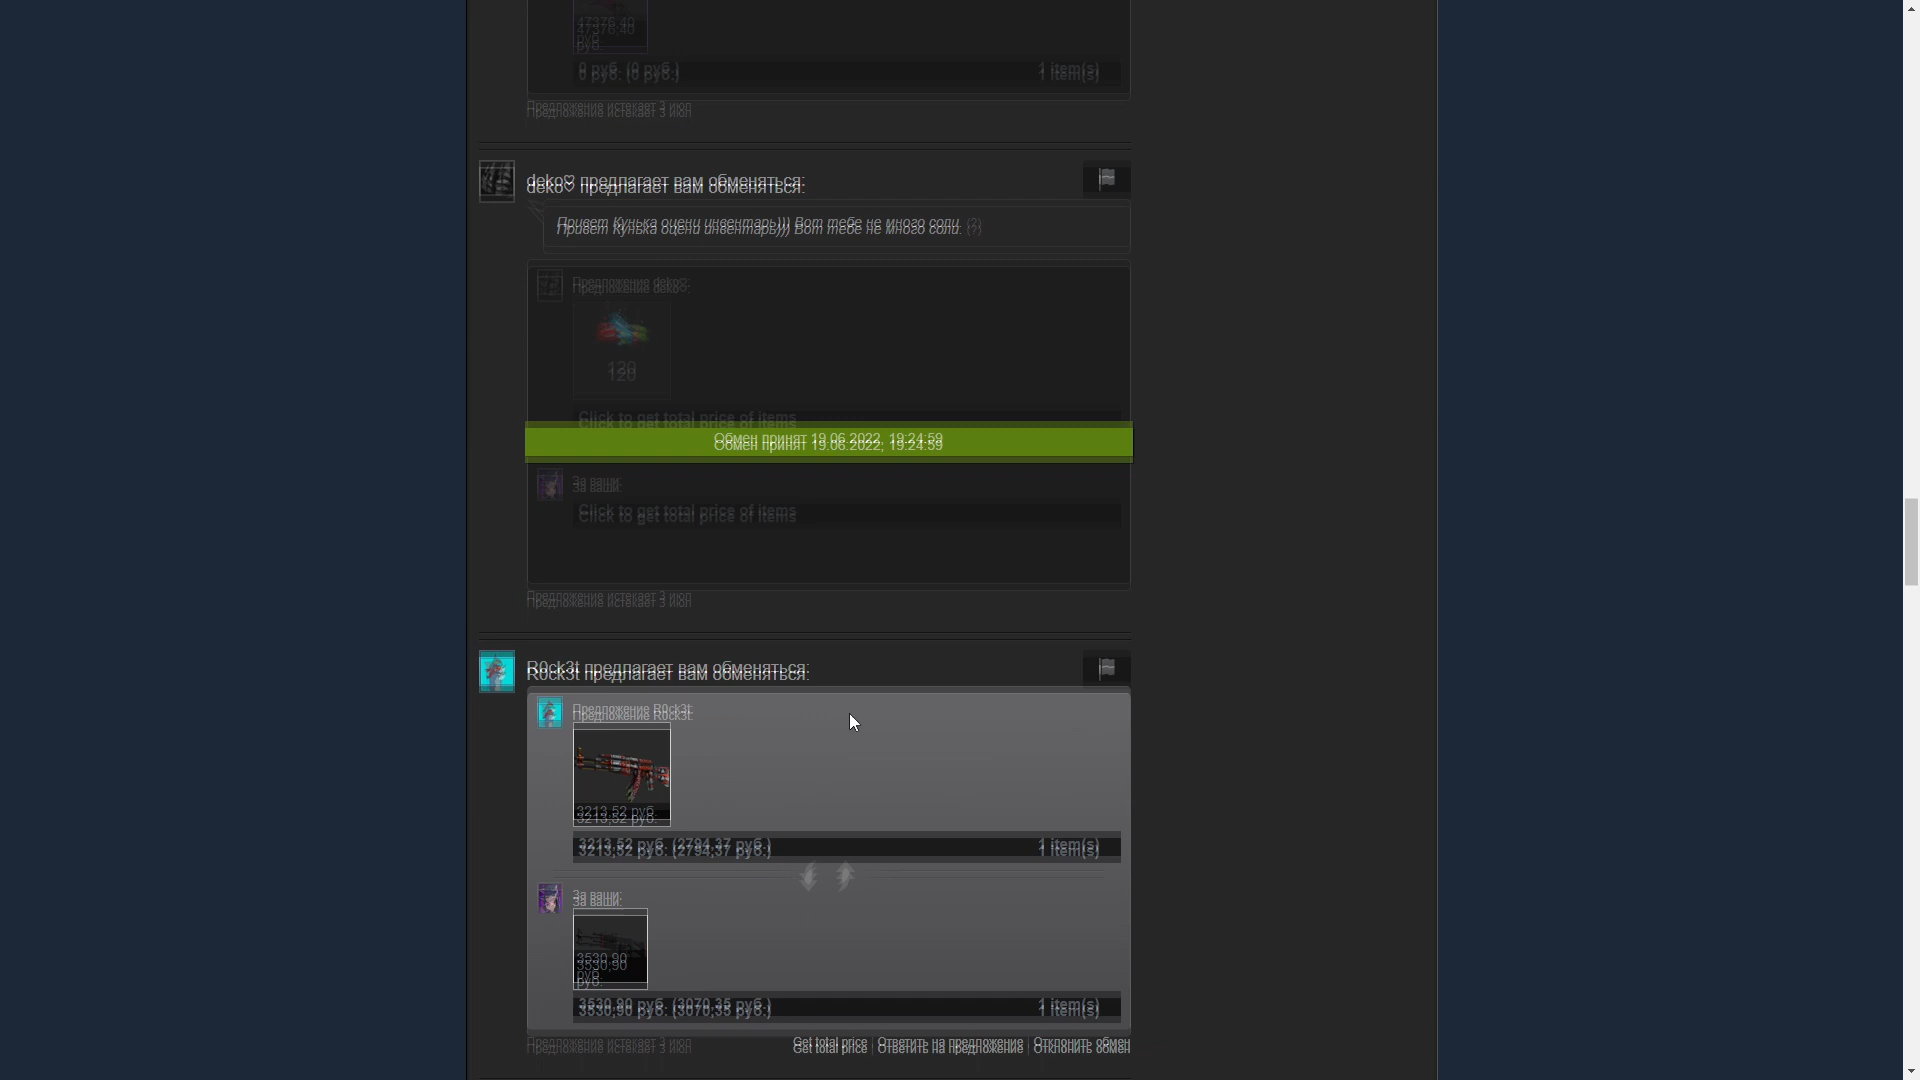 47376,40
руб.
0 руб. (0 руб.) 1 item(s)
Предложение истекает 3 июл
deko♡ предлагает вам обменяться:
Привет Кунька оцени инвентарь))) Вот тебе не много соли. (?)
Предложение deko♡:
120
Click to get total price of items
Обмен принят 19.06.2022, 19:24:59
За ваши:
Click to get total price of items
Предложение истекает 3 июл
R0ck3t предлагает вам обменяться:
Предложение R0ck3t:
3213,52 руб.
3213,52 руб. (2794,37 руб.) 1 item(s)
За ваши:
3530,90
руб.
3530,90 руб. (3070,35 руб.) 1 item(s)
Предложение истекает 3 июл Get total price | Ответить на предложение | Отклонить обмен